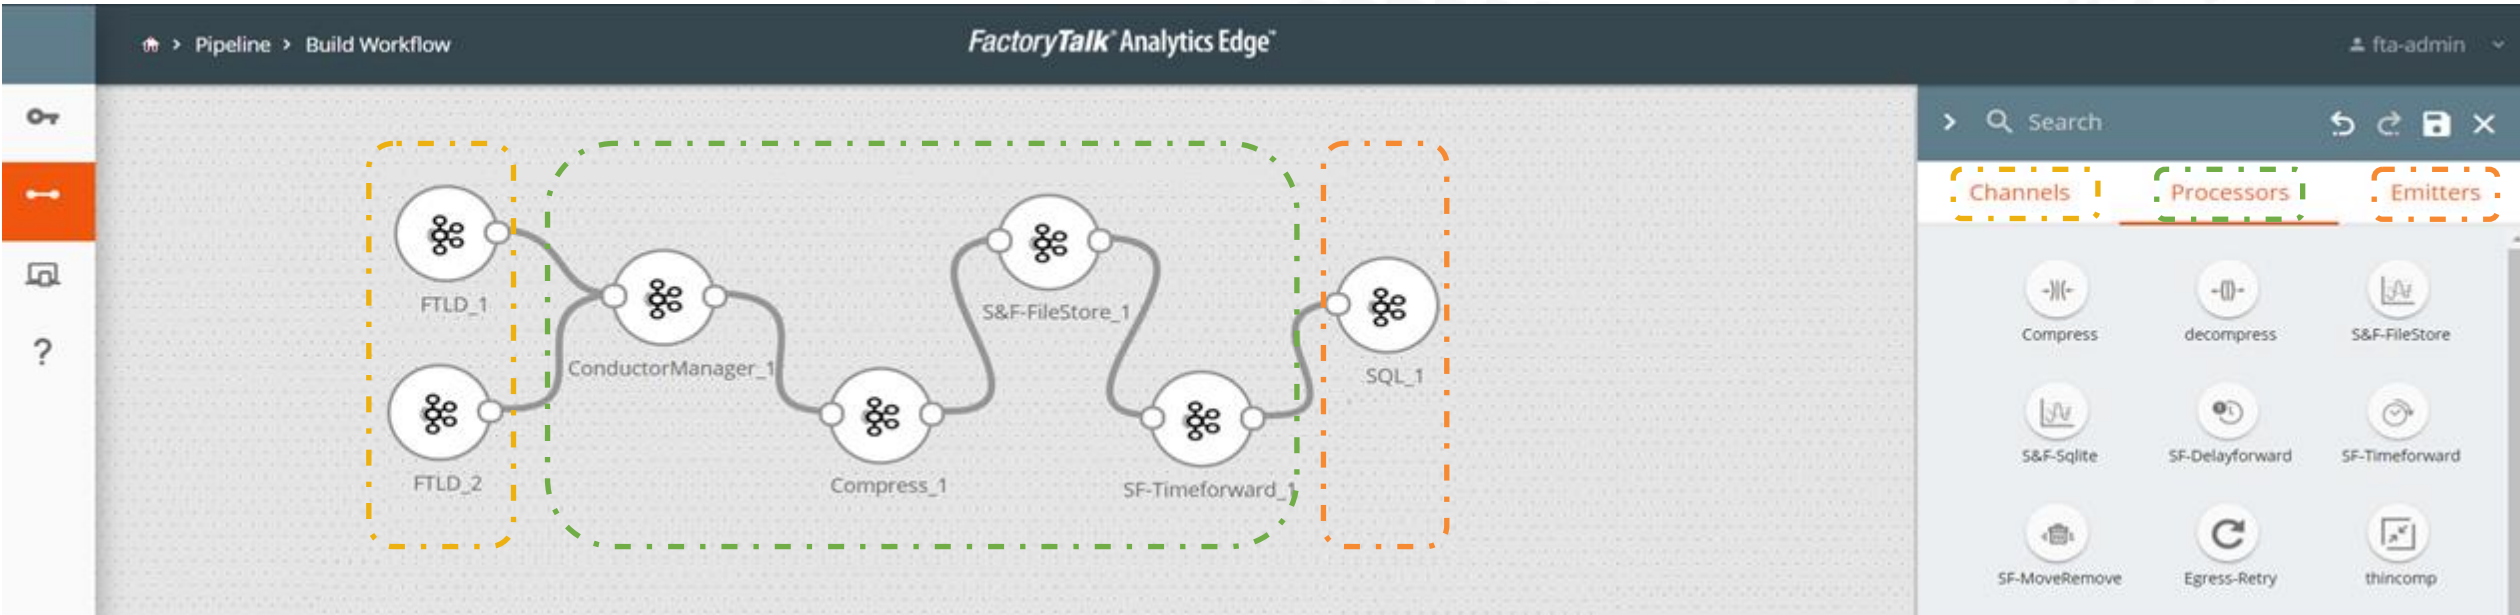 Pipeline > Build Workflow
FactoryTalk® Analytics Edge™
fta-admin
Search
Channels
Processors
Emitters
FTLD_1
FTLD_2
ConductorManager_1
Compress_1
S&F-FileStore_1
SF-Timeforward_1
SQL_1
Compress
decompress
S&F-FileStore
S&F-Sqlite
SF-Delayforward
SF-Timeforward
SF-MoveRemove
Egress-Retry
thincomp